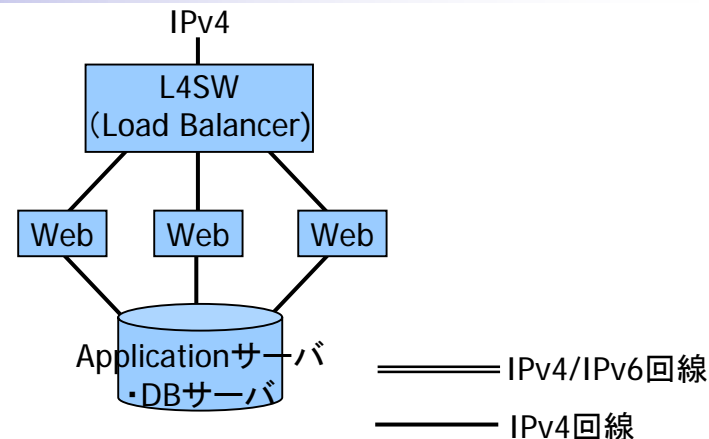 IPv4
L4SW
(Load Balancer)
Web Web Web
Applicationサーバ
・DBサーバ
IPv4/IPv6回線
IPv4回線